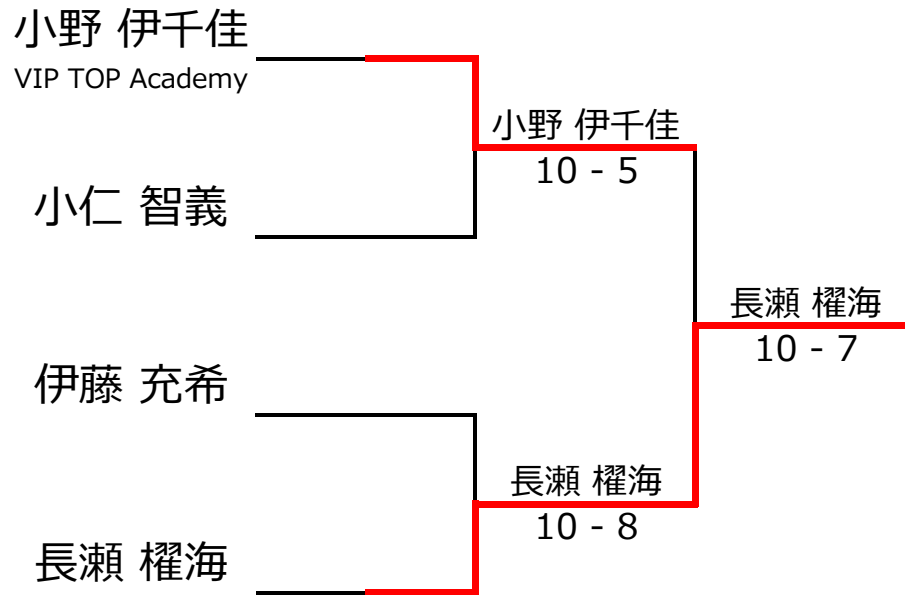 小野 伊千佳
VIP TOP Academy
小野 伊千佳
10 - 5
小仁 智義
長瀬 櫂海
10 - 7
伊藤 充希
長瀬 櫂海
10 - 8
長瀬 櫂海